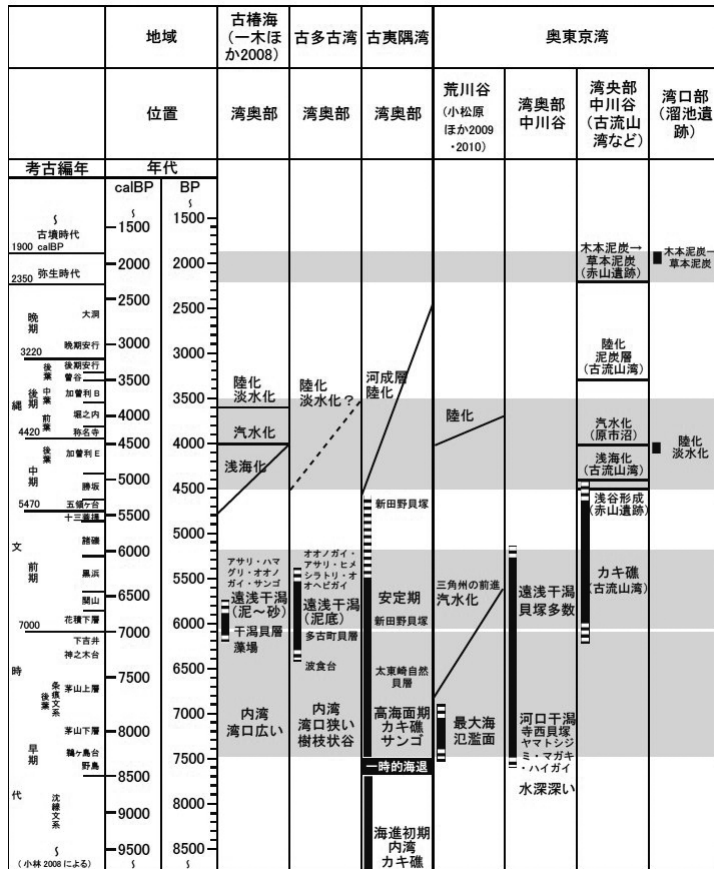 地域
古椿海
(一木ほ
か2008)
古多古湾
古夷隅湾
奥東京湾
位置
湾奥部
湾奥部
湾奥部
荒川谷
(小松原
ほか2009
・2010)
湾奥部
中川谷
湾央部
中川谷
(古流山
湾など)
湾口部
(溜池遺
跡)
考古編年
年代
calBP
BP
∫
古墳時代
1900 calBP
弥生時代
2350
晩期
大洞
晩期安行
3220
縄
文
時
代
後期
後葉
中葉
前葉
後期安行
曽谷
加曽利B
堀之内
称名寺
4420
中期
後葉
加曽利E
勝坂
五領ヶ台
5470
十三菩提
前期
諸磯
黒浜
関山
花積下層
7000
下吉井
神之木台
早期
後葉
条痕文系
茅山上層
茅山下層
鵜ヶ島台
野島
沈線文系
∫
(小林2008による)
∫
1500
2000
2500
3000
3500
4000
4500
5000
5500
6000
6500
7000
7500
8000
8500
9000
9500
∫
∫
1500
2000
2500
3000
3500
4000
4500
5000
5500
6000
6500
7000
7500
8000
8500
∫
陸化
淡水化
汽水化
浅海化
アサリ・ハマ
グリ・オオノ
ガイ・サンゴ
遠浅干潟
(泥〜砂)
干潟貝層
藻場
内湾
湾口広い
陸化
淡水化?
オオノガイ・
アサリ・ヒメ
シラトリ・オ
オヘビガイ
遠浅干潟
(泥底)
多古町貝層
波食台
内湾
湾口狭い
樹枝状谷
河成層
陸化
新田野貝塚
安定期
新田野貝塚
太東崎自然
貝層
高海面期
カキ礁
サンゴ
一時的海退
海進初期
内湾
カキ礁
陸化
三角州の前進
汽水化
最大海
氾濫面
遠浅干潟
貝塚多数
河口干潟
寺西貝塚
ヤマトシジ
ミ・マガキ
・ハイガイ
水深深い
木本泥炭→
草本泥炭
(赤山遺跡)
陸化
泥炭層
(古流山湾)
汽水化
(原市沼)
浅海化
(古流山湾)
浅谷形成
(赤山遺跡)
カキ礁
(古流山湾)
木本泥炭→
草本泥炭
陸化
淡水化